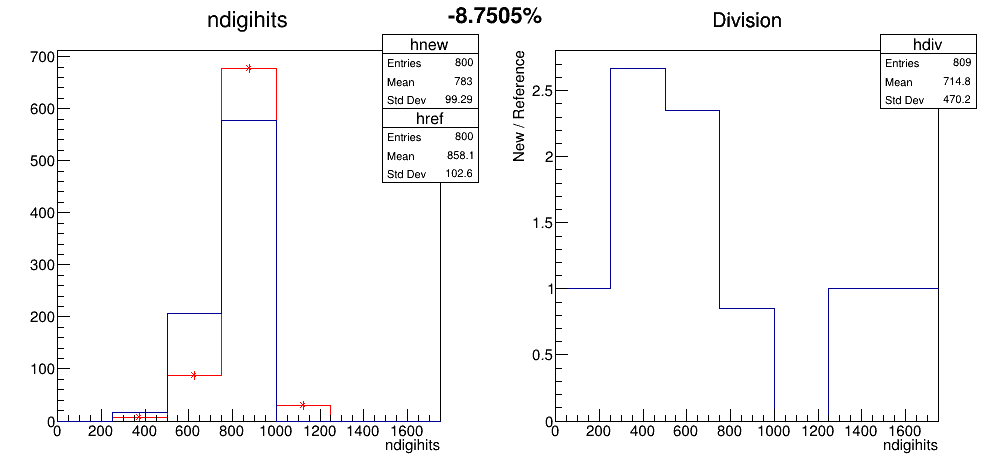 -8.7505%
ndigihits
hnew
Entries 800
Mean 783
Std Dev 99.29
href
Entries 800
Mean 858.1
Std Dev 102.6
700
600
500
400
300
200
100
0
0 200 400 600 800 1000 1200 1400 1600
ndigihits
Division
hdiv
Entries 809
Mean 714.8
Std Dev 470.2
New / Reference
2.5
2
1.5
1
0.5
0
0 200 400 600 800 1000 1200 1400 1600
ndigihits